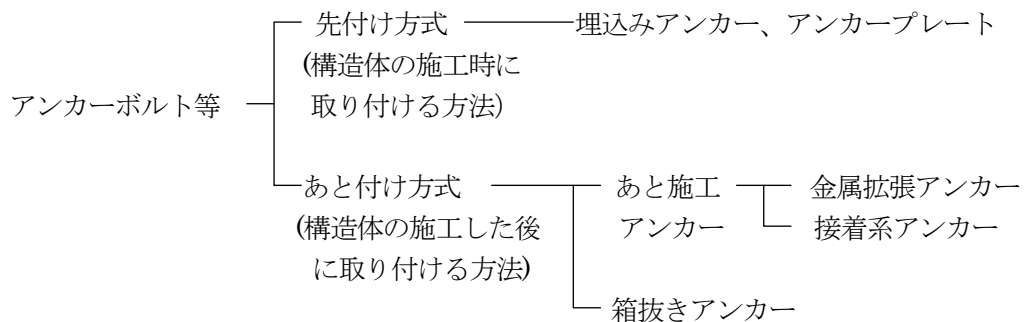 先付け方式
埋込みアンカー、アンカープレート
(構造体の施工時に
取り付ける方法)
アンカーボルト等
あと付け方式
あと施工
金属拡張アンカー
(構造体の施工した後
アンカー
接着系アンカー
に取り付ける方法)
箱抜きアンカー